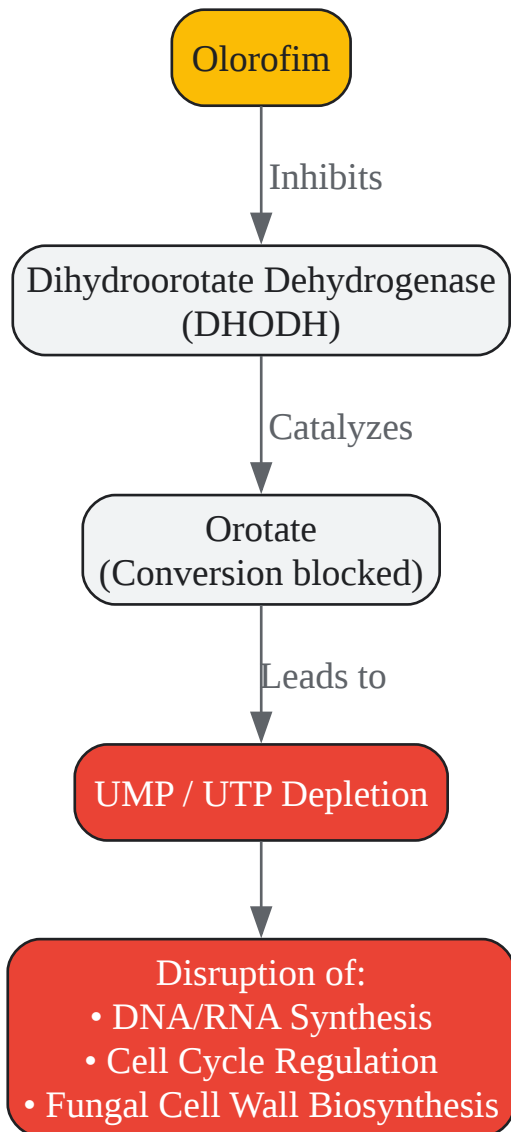 Olorofim
Inhibits
Dihydroorotate Dehydrogenase
(DHODH)
Catalyzes
Orotate
(Conversion blocked)
Leads to
UMP / UTP Depletion
Disruption of:
• DNA/RNA Synthesis
• Cell Cycle Regulation
• Fungal Cell Wall Biosynthesis